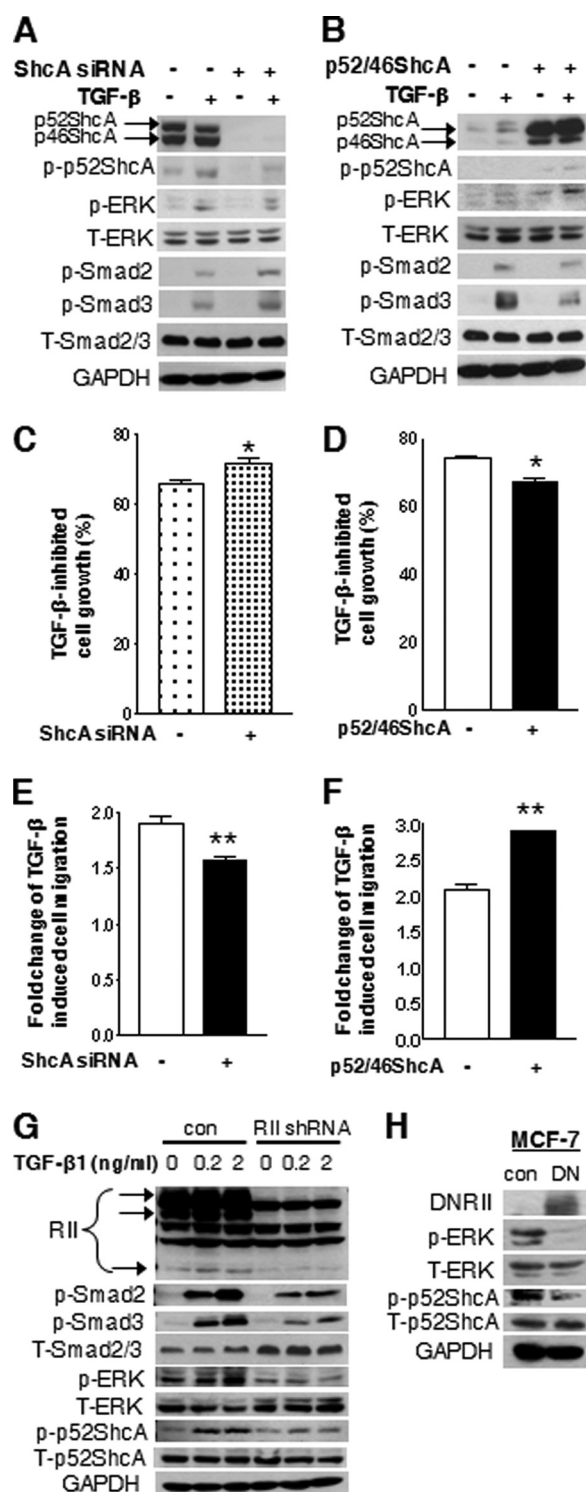 A
ShcA siRNA - - + +
TGF-β - + - +
p52ShcA
p46ShcA
p-p52ShcA
p-ERK
T-ERK
p-Smad2
p-Smad3
T-Smad2/3
GAPDH
B
p52/46ShcA - - + +
TGF-β - + - +
p52ShcA
p46ShcA
p-p52ShcA
p-ERK
T-ERK
p-Smad2
p-Smad3
T-Smad2/3
GAPDH
C
TGF-β-inhibited
cell growth (%)
80
60
40
20
0
*
ShcA siRNA - +
D
TGF-β-inhibited
cell growth (%)
80
60
40
20
0
*
p52/46ShcA - +
E
Fold change of TGF-β
induced cell migration
2.0
1.5
1.0
0.5
0.0
**
ShcA siRNA - +
F
Fold change of TGF-β
induced cell migration
3.0
2.5
2.0
1.5
1.0
0.5
0.0
**
p52/46ShcA - +
G
con RII shRNA
TGF-β1 (ng/ml) 0 0.2 2 0 0.2 2
RII
p-Smad2
p-Smad3
T-Smad2/3
p-ERK
T-ERK
p-p52ShcA
T-p52ShcA
GAPDH
H
MCF-7
con DN
DNRII
p-ERK
T-ERK
p-p52ShcA
T-p52ShcA
GAPDH